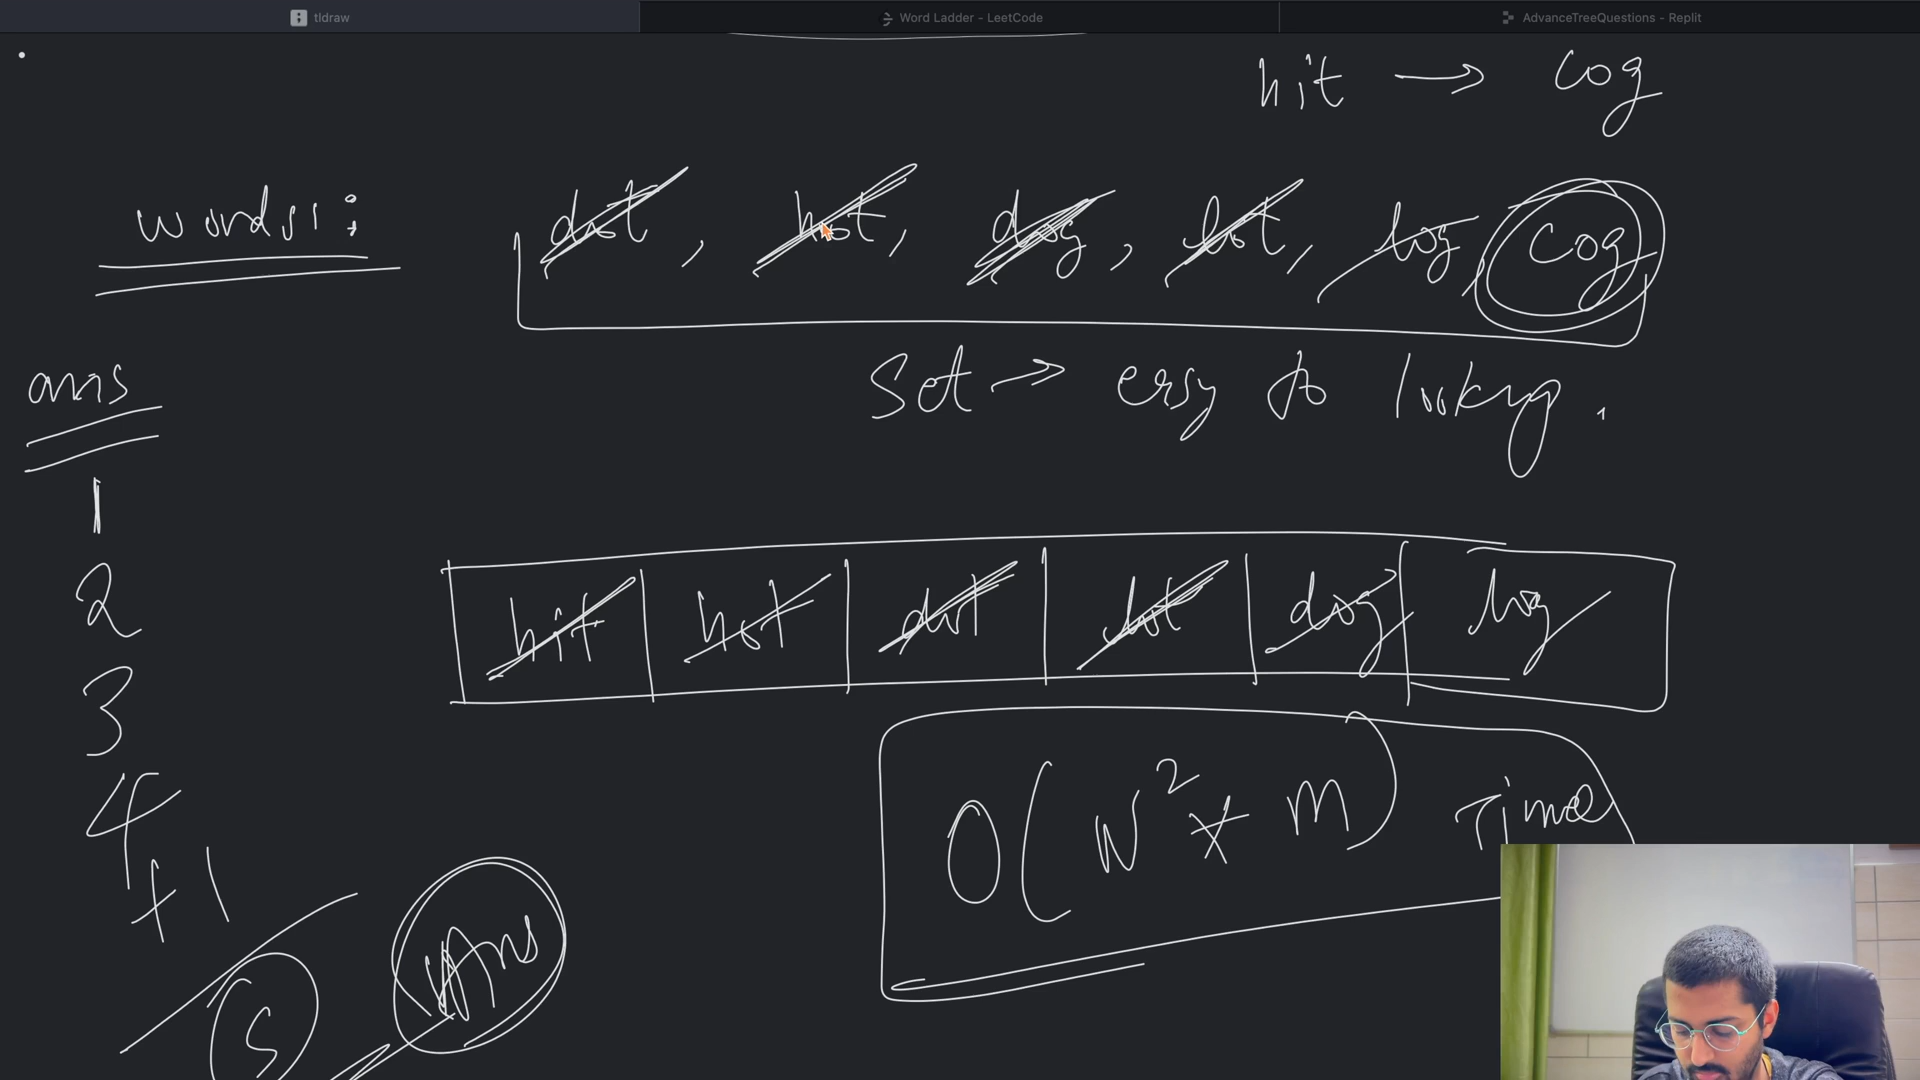 tldraw
Word Ladder - LeetCode
AdvanceTreeQuestions - Replit
hit → cog
words:
dot, hot, dog, lot, log, cog
Set → easy to lookup.
ans
1
2
3
4
+1
5
Ans
hit hot dot lot dog log
O(N² * M) Time